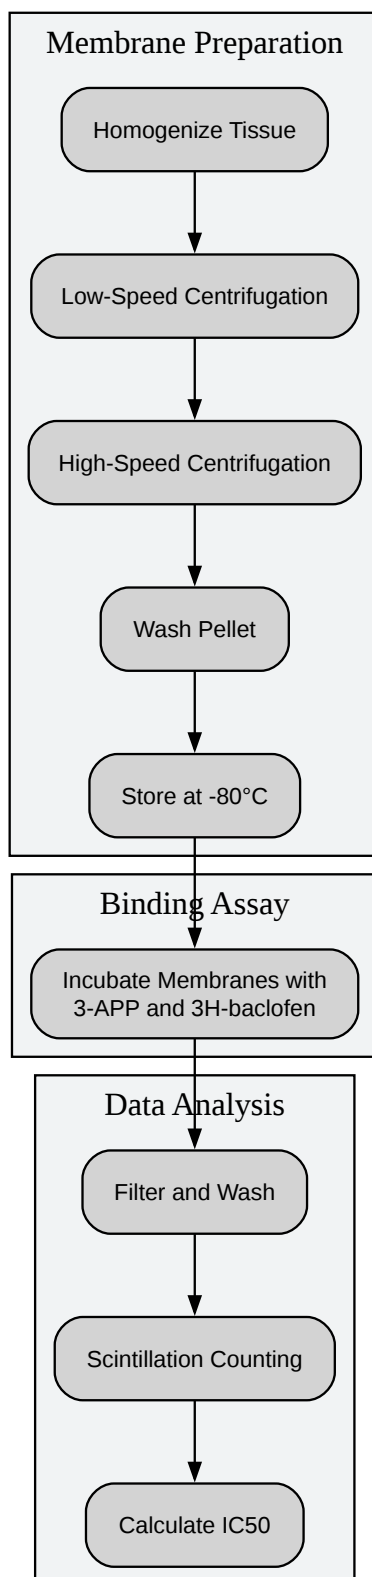 Membrane Preparation
Homogenize Tissue
Low-Speed Centrifugation
High-Speed Centrifugation
Wash Pellet
Store at -80°C
Binding Assay
Incubate Membranes with
3-APP and 3H-baclofen
Data Analysis
Filter and Wash
Scintillation Counting
Calculate IC50